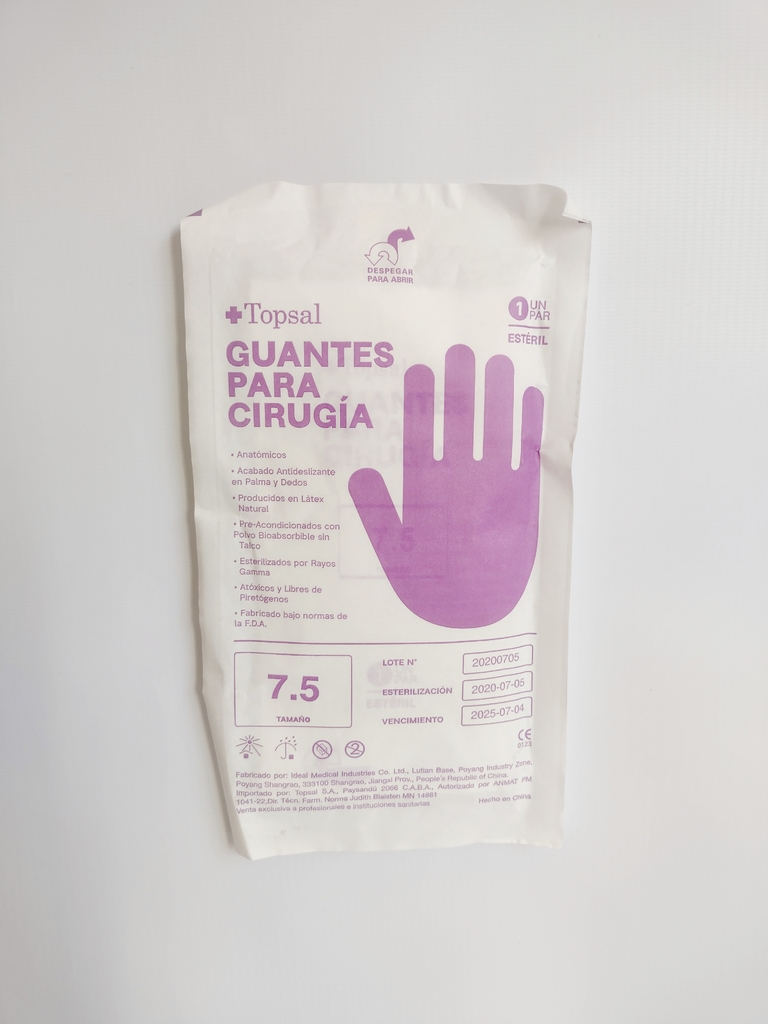 DESPEGAR
PARA ABRIR
Topsal
1 UN
PAR
ESTÉRIL
GUANTES
PARA
CIRUGÍA
• Anatómicos
• Acabado Antideslizante
en Palma y Dedos
• Producidos en Látex
Natural
• Pre-Acondicionados con
Polvo Bioabsorbible sin
Talco
• Esterilizados por Rayos
Gamma
• Atóxicos y Libres de
Piretógenos
• Fabricado bajo normas de
la F.D.A.
7.5
TAMAÑO
LOTE N° 20200705
ESTERILIZACIÓN 2020-07-05
VENCIMIENTO 2025-07-04
2
CE
0123
Fabricado por: Ideal Medical Industries Co. Ltd., Lutian Base, Poyang Industry Zone,
Poyang Shangrao, 333100 Shangrao, Jiangxi Prov., People's Republic of China.
Importado por: Topsal S.A., Paysandú 2066 C.A.B.A., Autorizado por ANMAT PM
1041-22,Dir. Técn. Farm. Norma Judith Blaisten MN 14881
Venta exclusiva a profesionales e instituciones sanitarias
Hecho en China